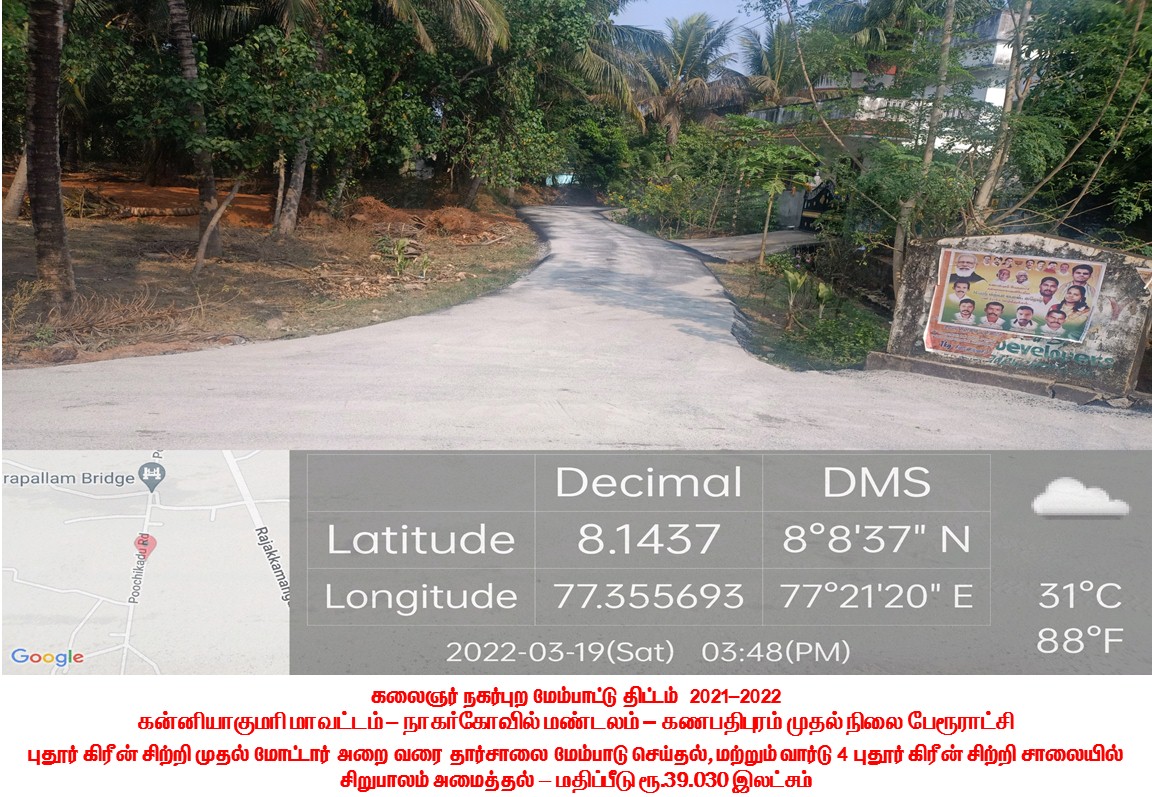 Developers
rapallam Bridge
Poochikadu Rd
Rajakkamang
Google
Decimal DMS
Latitude 8.1437 8°8'37" N
Longitude 77.355693 77°21'20" E
2022-03-19(Sat) 03:48(PM)
31°C
88°F
கலைஞர் நகர்புற மேம்பாட்டு திட்டம் 2021–2022
கன்னியாகுமரி மாவட்டம் – நாகர்கோவில் மண்டலம் – கணபதிபுரம் முதல் நிலை பேரூராட்சி
புதூர் கிரீன் சிற்றி முதல் மோட்டார் அறை வரை தார்சாலை மேம்பாடு செய்தல், மற்றும் வார்டு 4 புதூர் கிரீன் சிற்றி சாலையில்
சிறுபாலம் அமைத்தல் – மதிப்பீடு ரூ.39.030 இலட்சம்